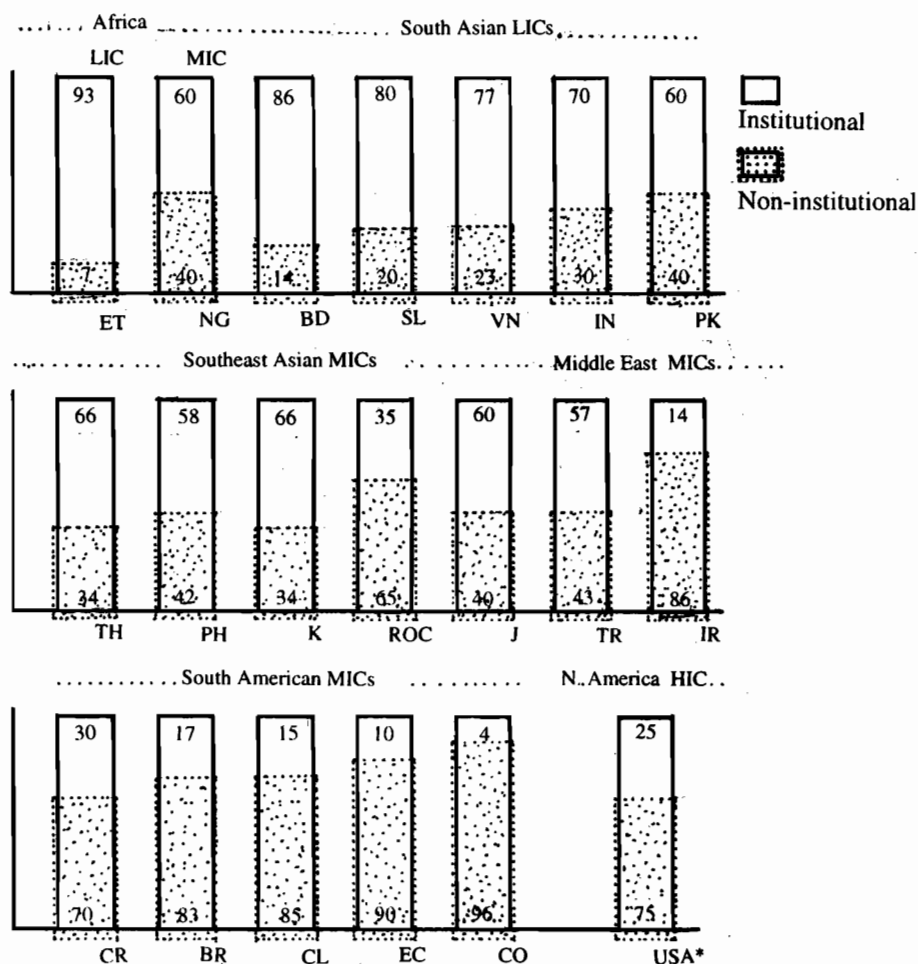 Africa South Asian LICs
LIC MIC
93 60 86 80 77 70 60
Institutional
Non-institutional
7 40 14 20 23 30 40
ET NG BD SL VN IN PK
Southeast Asian MICs Middle East MICs
66 58 66 35 60 57 14
34 42 34 65 40 43 86
TH PH K ROC J TR IR
South American MICs N. America HIC
30 17 15 10 4 25
70 83 85 90 96 75
CR BR CL EC CO USA*